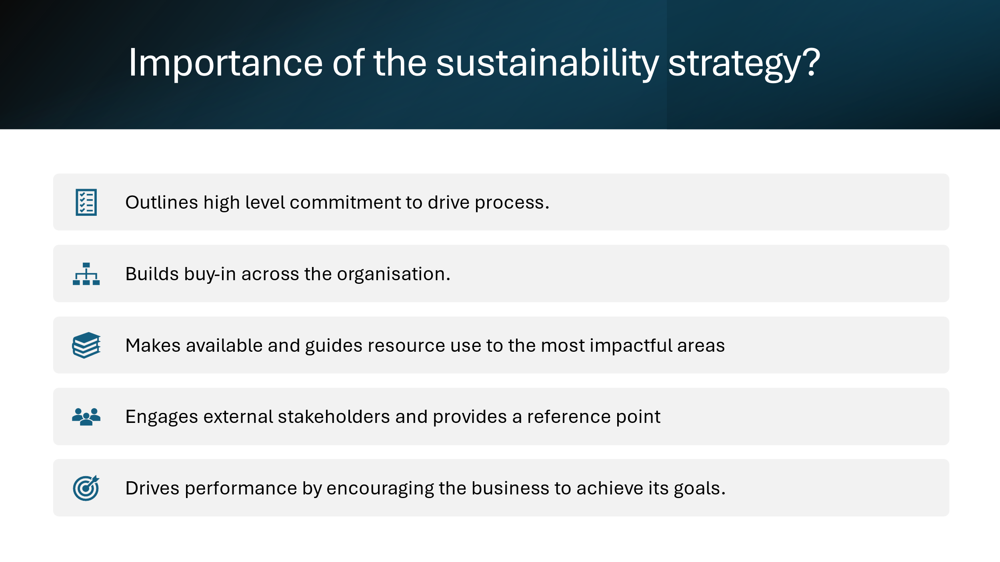 Importance of the sustainability strategy?
Outlines high level commitment to drive process.
Builds buy-in across the organisation.
Makes available and guides resource use to the most impactful areas
Engages external stakeholders and provides a reference point
Drives performance by encouraging the business to achieve its goals.